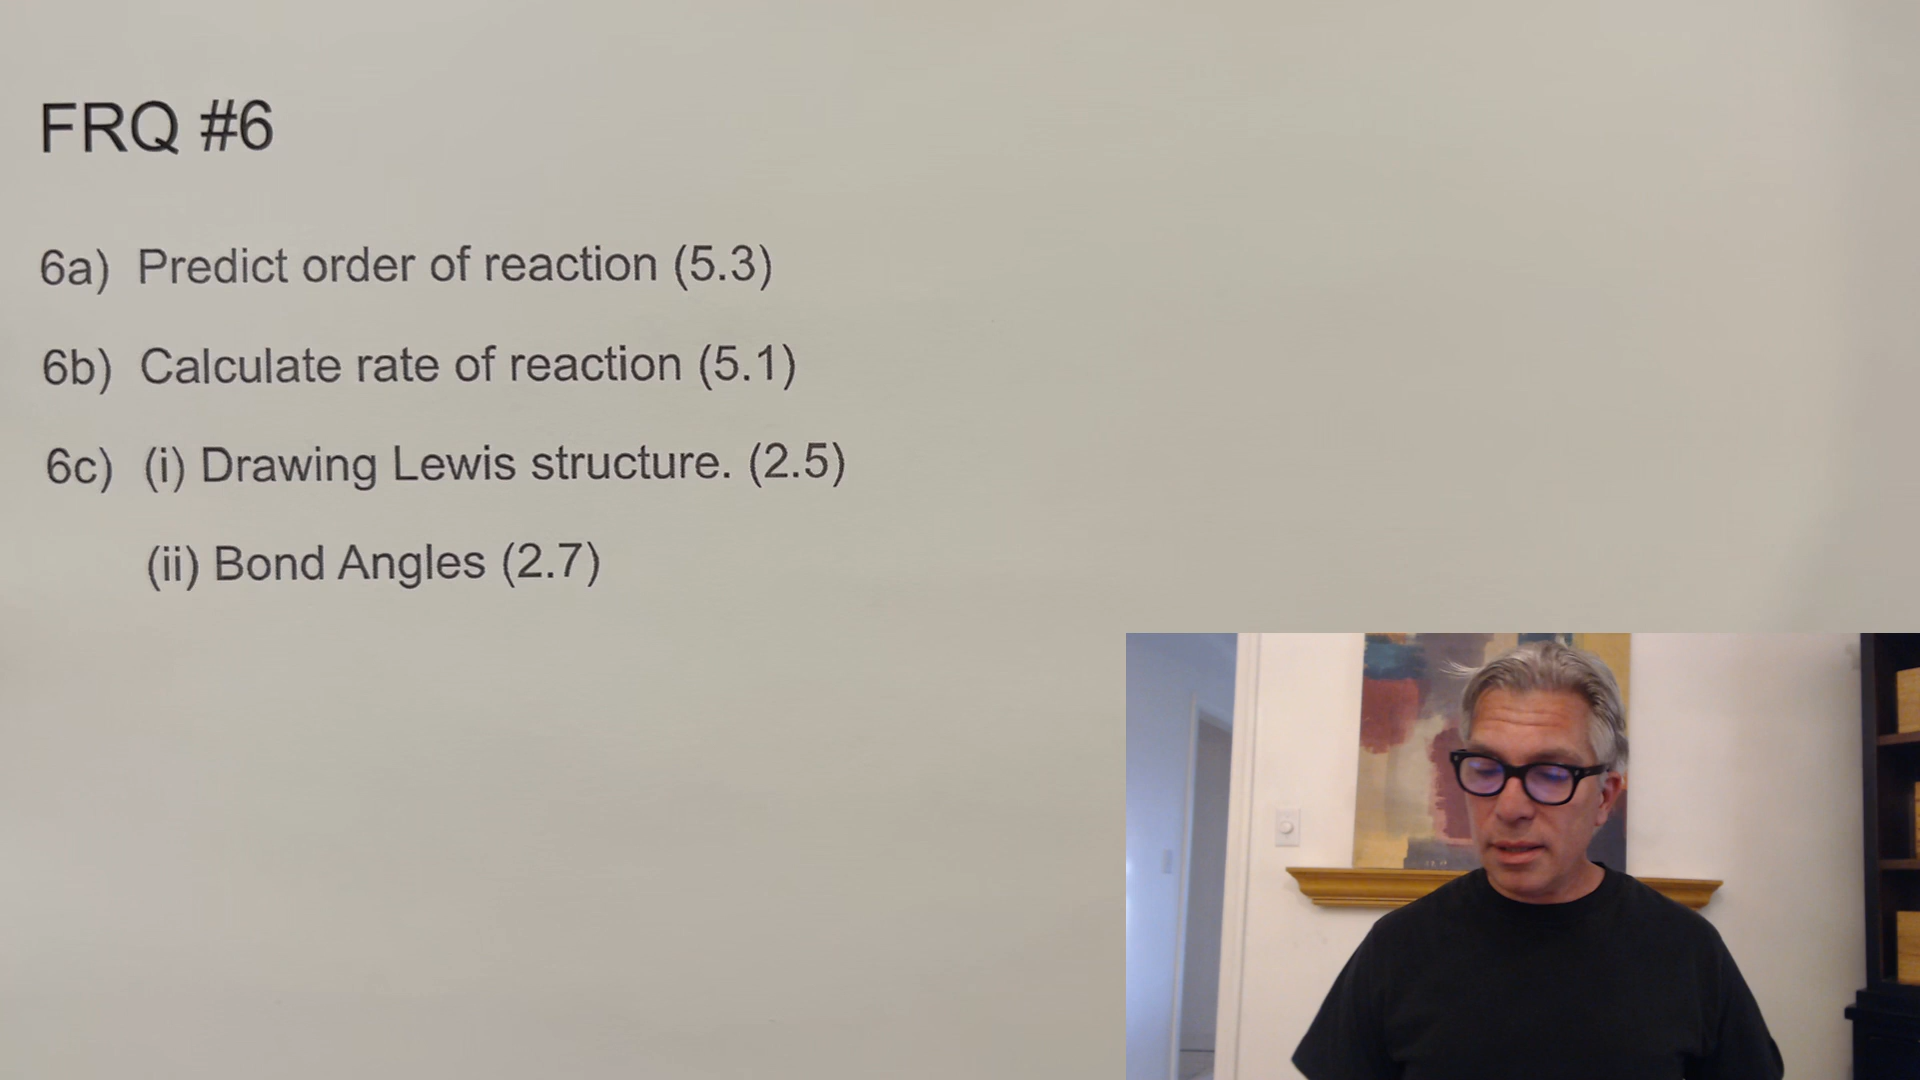 FRQ #6
6a) Predict order of reaction (5.3)
6b) Calculate rate of reaction (5.1)
6c) (i) Drawing Lewis structure. (2.5)
(ii) Bond Angles (2.7)